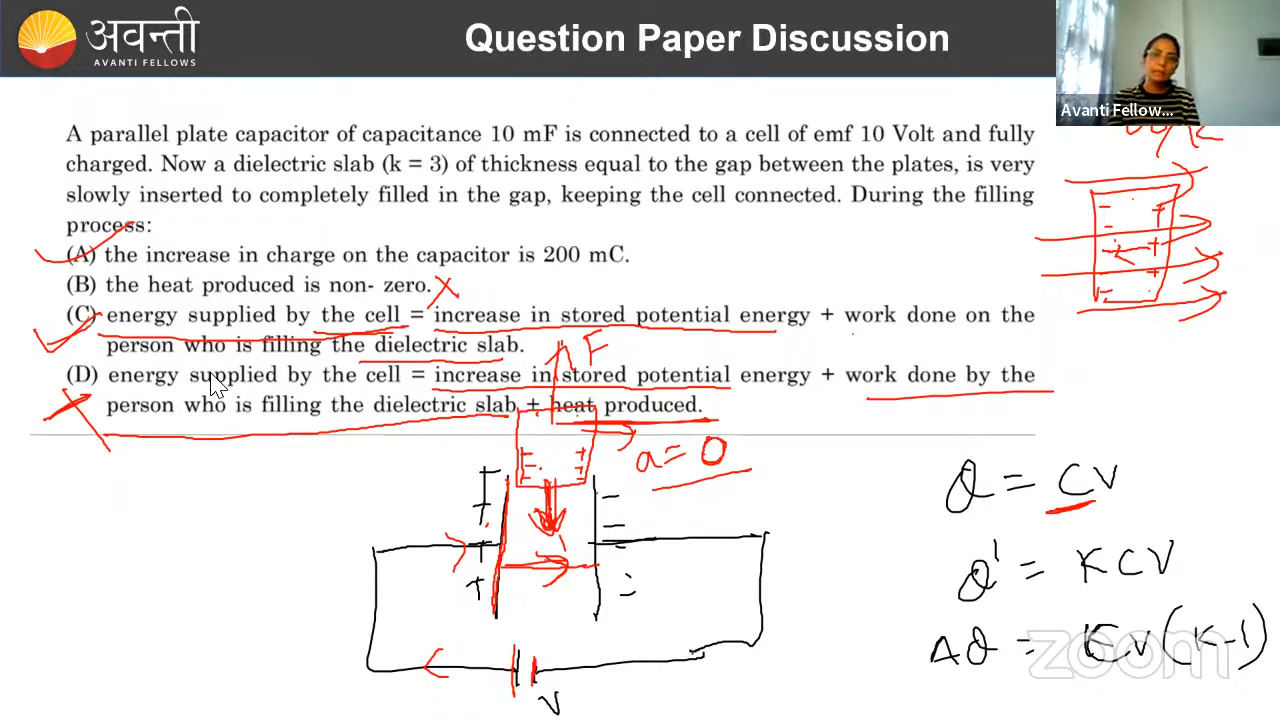 अवन्ती
AVANTI FELLOWS
Question Paper Discussion
Avanti Fellow...
A parallel plate capacitor of capacitance 10 mF is connected to a cell of emf 10 Volt and fully
charged. Now a dielectric slab (k = 3) of thickness equal to the gap between the plates, is very
slowly inserted to completely filled in the gap, keeping the cell connected. During the filling
process:
(A) the increase in charge on the capacitor is 200 mC.
(B) the heat produced is non- zero.
(C) energy supplied by the cell = increase in stored potential energy + work done on the
person who is filling the dielectric slab.
(D) energy supplied by the cell = increase in stored potential energy + work done by the
person who is filling the dielectric slab + heat produced.
F
a = 0
i
V
Q = CV
Q' = KCV
ΔQ = KV(K-1)
zoom